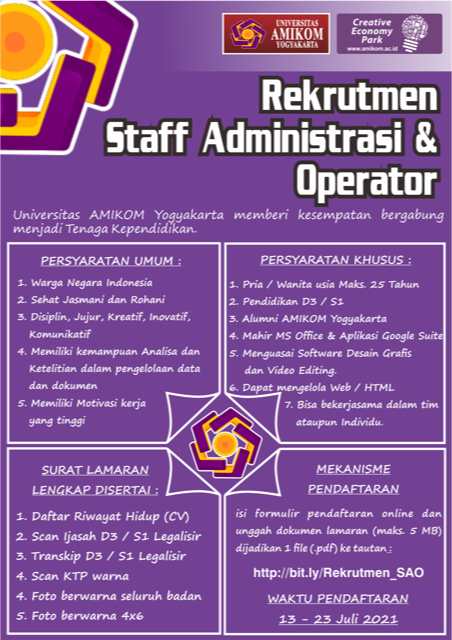 UNIVERSITAS
AMIKOM
YOGYAKARTA
Creative
Economy
Park
www.amikom.ac.id
Rekrutmen
Staff Administrasi &
Operator
Universitas AMIKOM Yogyakarta memberi kesempatan bergabung
menjadi Tenaga Kependidikan.
PERSYARATAN UMUM :
1. Warga Negara Indonesia
2. Sehat Jasmani dan Rohani
3. Disiplin, Jujur, Kreatif, Inovatif,
Komunikatif
4. Memiliki kemampuan Analisa dan
Ketelitian dalam pengelolaan data
dan dokumen
5. Memiliki Motivasi kerja
yang tinggi
PERSYARATAN KHUSUS :
1. Pria / Wanita usia Maks. 25 Tahun
2. Pendidikan D3 / S1
3. Alumni AMIKOM Yogyakarta
4. Mahir MS Office & Aplikasi Google Suite
5. Menguasai Software Desain Grafis
dan Video Editing.
6. Dapat mengelola Web / HTML
7. Bisa bekerjasama dalam tim
ataupun Individu.
SURAT LAMARAN
LENGKAP DISERTAI :
1. Daftar Riwayat Hidup (CV)
2. Scan Ijasah D3 / S1 Legalisir
3. Transkip D3 / S1 Legalisir
4. Scan KTP warna
4. Foto berwarna seluruh badan
5. Foto berwarna 4x6
MEKANISME
PENDAFTARAN
isi formulir pendaftaran online dan
unggah dokumen lamaran (maks. 5 MB)
dijadikan 1 file (.pdf) ke tautan :
http://bit.ly/Rekrutmen_SAO
WAKTU PENDAFTARAN
13 - 23 Juli 2021